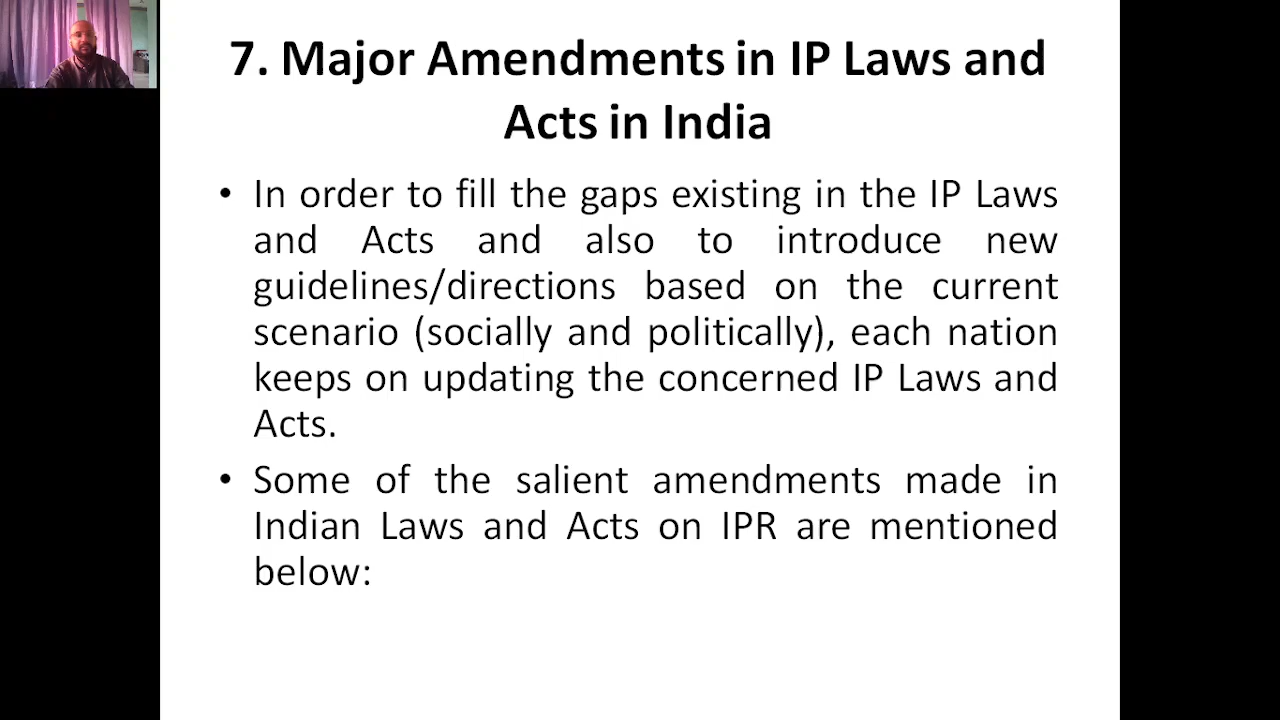 7. Major Amendments in IP Laws and
Acts in India
• In order to fill the gaps existing in the IP Laws
and Acts and also to introduce new
guidelines/directions based on the current
scenario (socially and politically), each nation
keeps on updating the concerned IP Laws and
Acts.
• Some of the salient amendments made in
Indian Laws and Acts on IPR are mentioned
below: